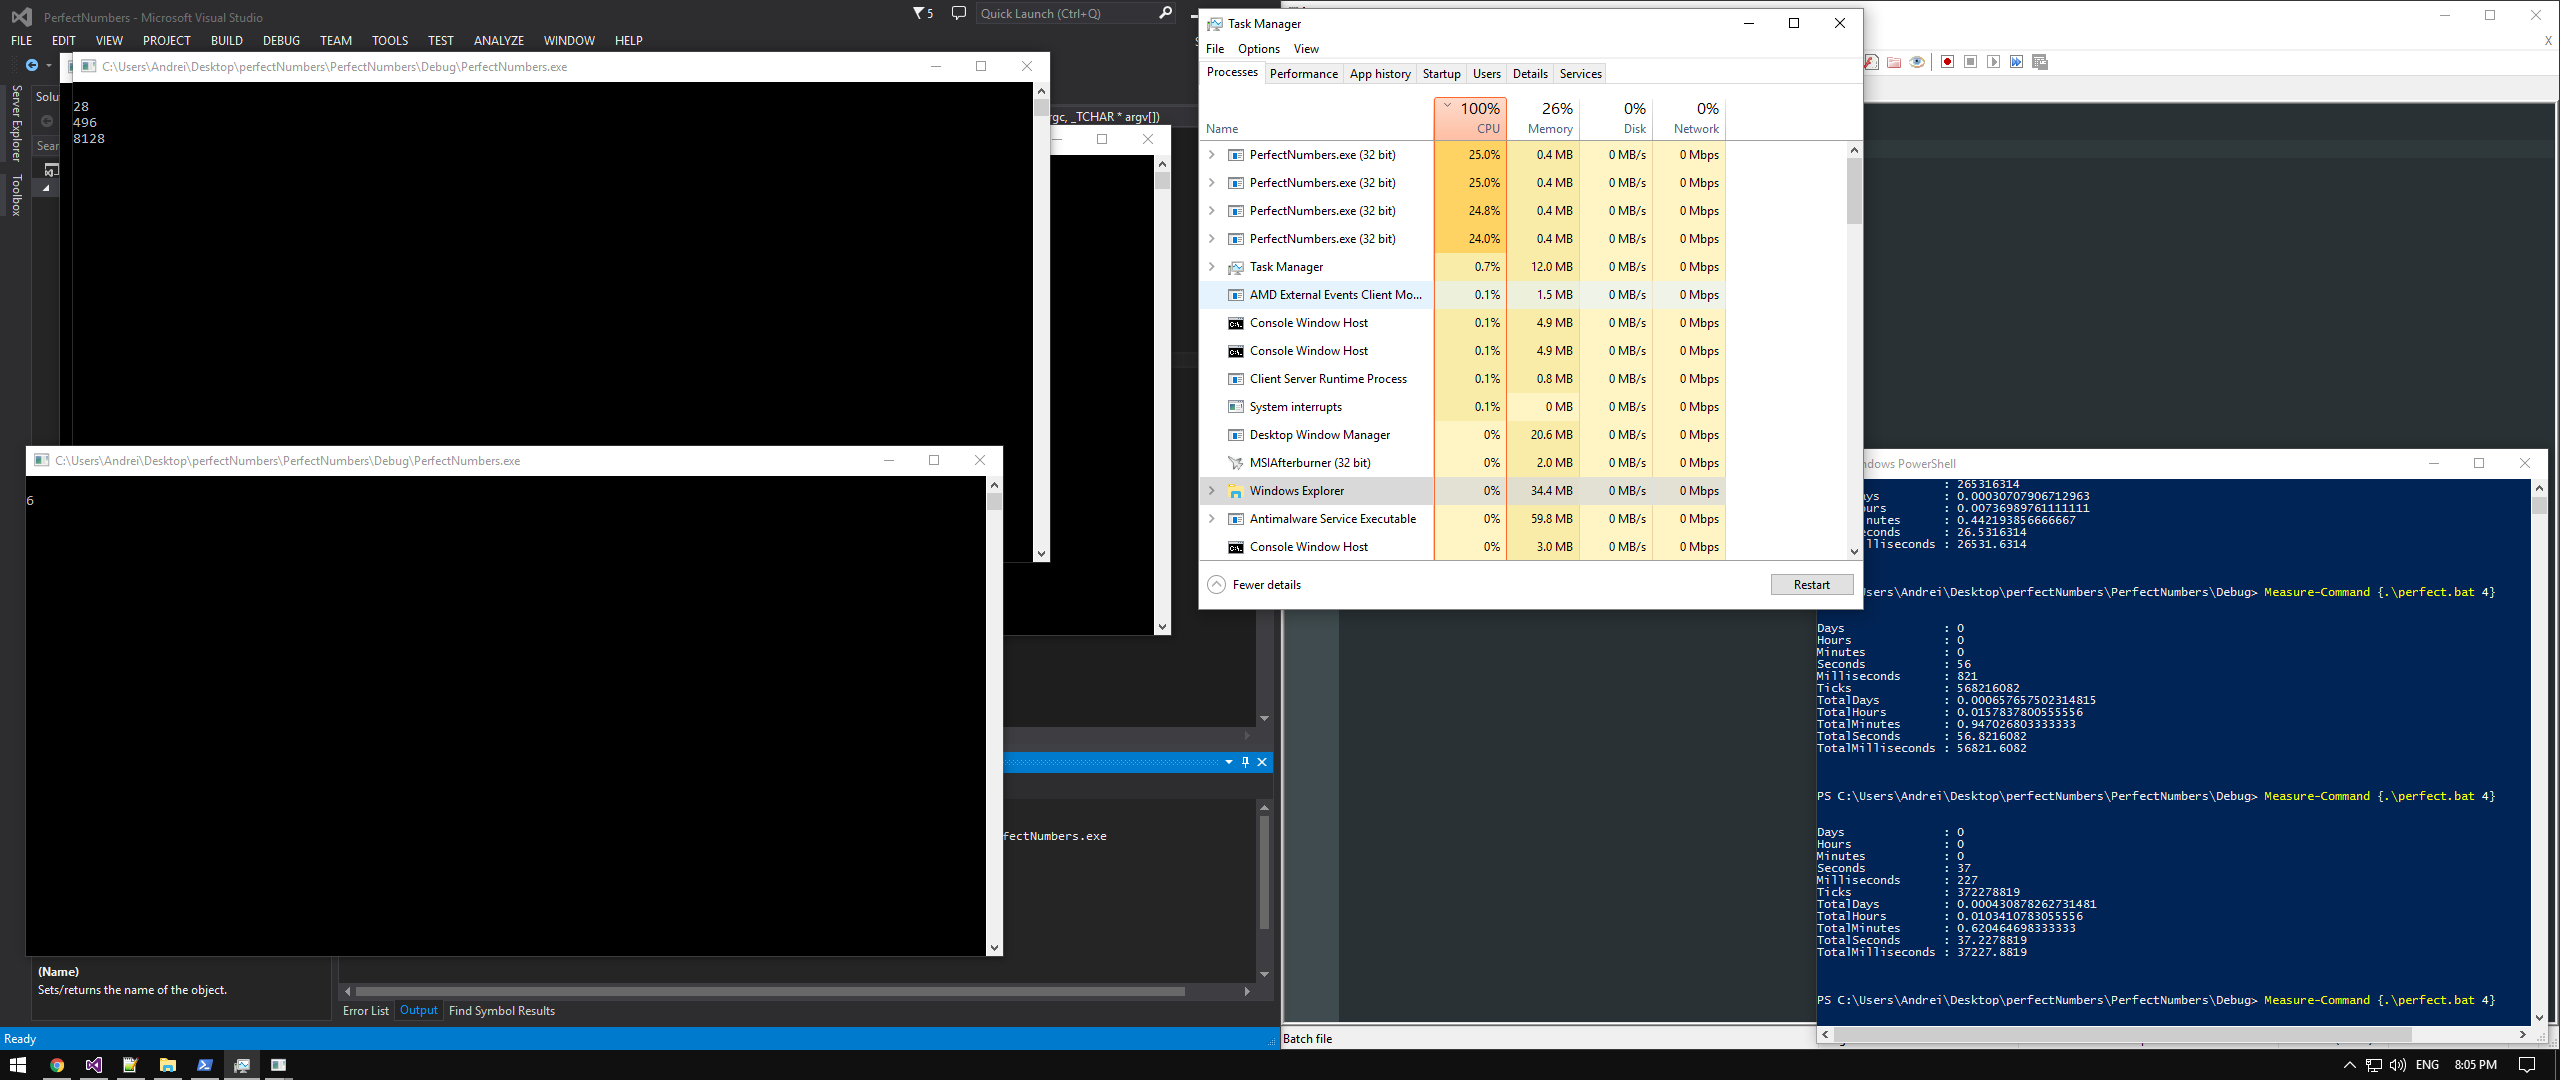 PerfectNumbers - Microsoft Visual Studio
5
Quick Launch (Ctrl+Q)
FILE EDIT VIEW PROJECT BUILD DEBUG TEAM TOOLS TEST ANALYZE WINDOW HELP
Server Explorer
Toolbox
Solu
Sear
C:\Users\Andrei\Desktop\perfectNumbers\PerfectNumbers\Debug\PerfectNumbers.exe
28
496
8128
rgc, _TCHAR * argv[])
C:\Users\Andrei\Desktop\perfectNumbers\PerfectNumbers\Debug\PerfectNumbers.exe
6
fectNumbers.exe
(Name)
Sets/returns the name of the object.
Error List Output Find Symbol Results
Ready
Task Manager
File Options View
Processes Performance App history Startup Users Details Services
100% 26% 0% 0%
Name CPU Memory Disk Network
PerfectNumbers.exe (32 bit) 25.0% 0.4 MB 0 MB/s 0 Mbps
PerfectNumbers.exe (32 bit) 25.0% 0.4 MB 0 MB/s 0 Mbps
PerfectNumbers.exe (32 bit) 24.8% 0.4 MB 0 MB/s 0 Mbps
PerfectNumbers.exe (32 bit) 24.0% 0.4 MB 0 MB/s 0 Mbps
Task Manager 0.7% 12.0 MB 0 MB/s 0 Mbps
AMD External Events Client Mo... 0.1% 1.5 MB 0 MB/s 0 Mbps
Console Window Host 0.1% 4.9 MB 0 MB/s 0 Mbps
Console Window Host 0.1% 4.9 MB 0 MB/s 0 Mbps
Client Server Runtime Process 0.1% 0.8 MB 0 MB/s 0 Mbps
System interrupts 0.1% 0 MB 0 MB/s 0 Mbps
Desktop Window Manager 0% 20.6 MB 0 MB/s 0 Mbps
MSIAfterburner (32 bit) 0% 2.0 MB 0 MB/s 0 Mbps
Windows Explorer 0% 34.4 MB 0 MB/s 0 Mbps
Antimalware Service Executable 0% 59.8 MB 0 MB/s 0 Mbps
Console Window Host 0% 3.0 MB 0 MB/s 0 Mbps
Fewer details Restart
X
ndows PowerShell
: 265316314
ays : 0.00030707906712963
ours : 0.00736989761111111
inutes : 0.442193856666667
econds : 26.5316314
illiseconds : 26531.6314
sers\Andrei\Desktop\perfectNumbers\PerfectNumbers\Debug> Measure-Command {.\perfect.bat 4}
Days : 0
Hours : 0
Minutes : 0
Seconds : 56
Milliseconds : 821
Ticks : 568216082
TotalDays : 0.000657657502314815
TotalHours : 0.0157837800555556
TotalMinutes : 0.947026803333333
TotalSeconds : 56.8216082
TotalMilliseconds : 56821.6082
PS C:\Users\Andrei\Desktop\perfectNumbers\PerfectNumbers\Debug> Measure-Command {.\perfect.bat 4}
Days : 0
Hours : 0
Minutes : 0
Seconds : 37
Milliseconds : 227
Ticks : 372278819
TotalDays : 0.000430878262731481
TotalHours : 0.0103410783055556
TotalMinutes : 0.620464698333333
TotalSeconds : 37.2278819
TotalMilliseconds : 37227.8819
PS C:\Users\Andrei\Desktop\perfectNumbers\PerfectNumbers\Debug> Measure-Command {.\perfect.bat 4}
Batch file
ENG 8:05 PM